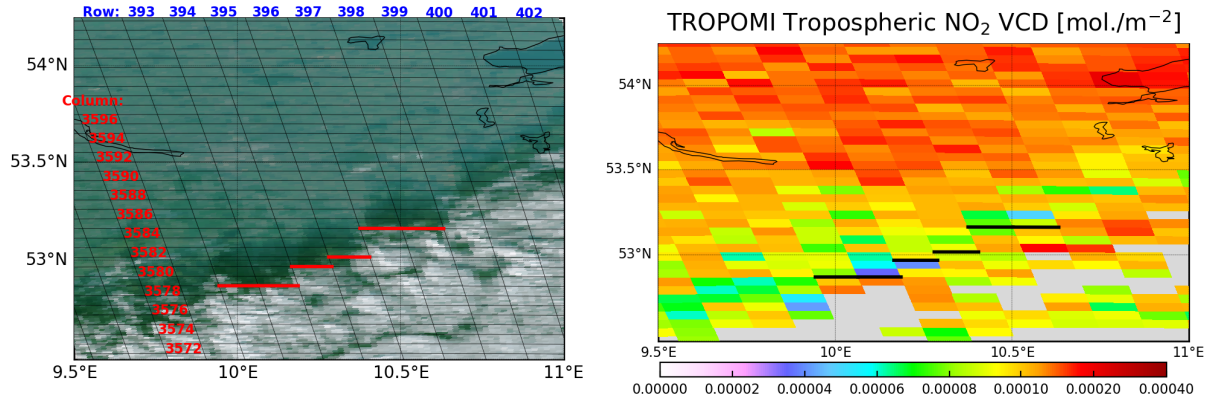 Row: 393 394 395 396 397 398 399 400 401 402
54°N
53.5°N
53°N
Column:
3596
3594
3592
3590
3588
3586
3584
3582
3580
3578
3576
3574
3572
9.5°E 10°E 10.5°E 11°E
TROPOMI Tropospheric NO₂ VCD [mol./m⁻²]
54°N
53.5°N
53°N
9.5°E 10°E 10.5°E 11°E
0.00000 0.00002 0.00004 0.00006 0.00008 0.00010 0.00020 0.00040